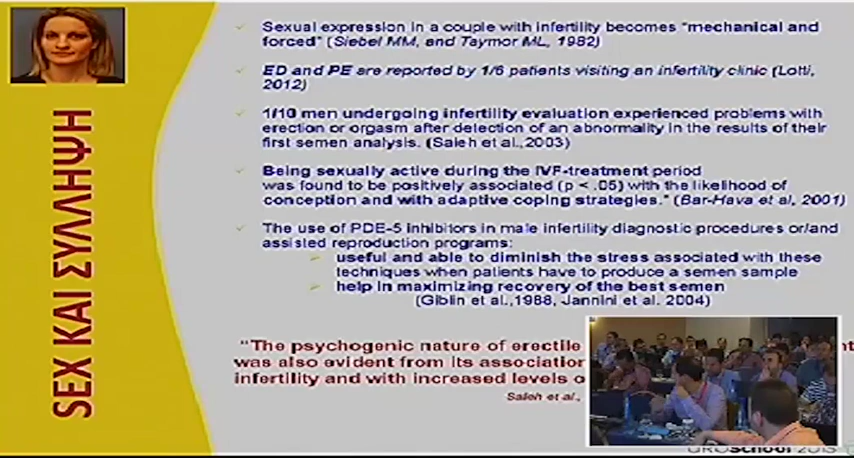 SEX ΚΑΙ ΣΥΛΛΗΨΗ
Sexual expression in a couple with infertility becomes "mechanical and
forced" (Siebel MM, and Taymor ML, 1982)
ED and PE are reported by 1/6 patients visiting an infertility clinic (Lotti,
2012)
1/10 men undergoing infertility evaluation experienced problems with
erection or orgasm after detection of an abnormality in the results of their
first semen analysis. (Saleh et al.,2003)
Being sexually active during the IVF-treatment period
was found to be positively associated (p < .05) with the likelihood of
conception and with adaptive coping strategies." (Bar-Hava et al, 2001)
The use of PDE-5 inhibitors in male infertility diagnostic procedures or/and
assisted reproduction programs:
useful and able to diminish the stress associated with these
techniques when patients have to produce a semen sample
help in maximizing recovery of the best semen
(Giblin et al.,1988, Jannini et al. 2004)
"The psychogenic nature of erectile
was also evident from its association
infertility and with increased levels o
Saleh et al.,
UROSchool 2013